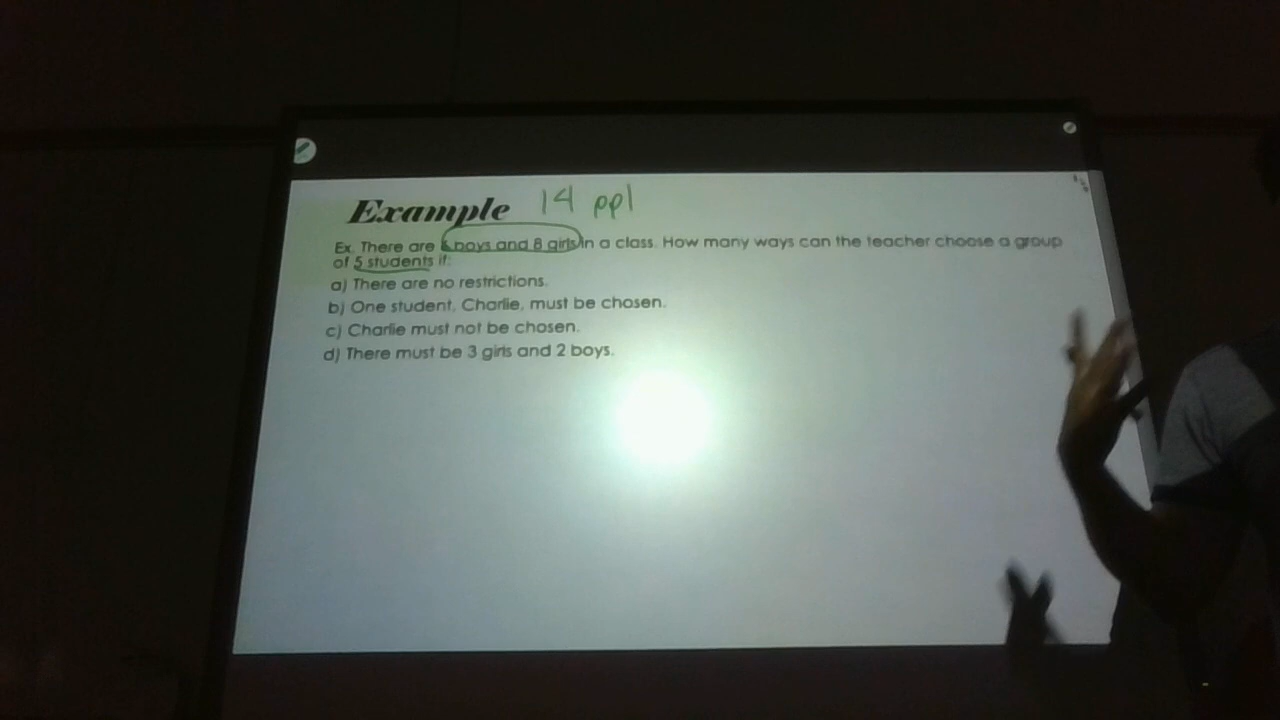 Example 14 ppl
Ex. There are boys and 8 girls in a class. How many ways can the teacher choose a group
of 5 students if:
a) There are no restrictions.
b) One student, Charlie, must be chosen.
c) Charlie must not be chosen.
d) There must be 3 girls and 2 boys.